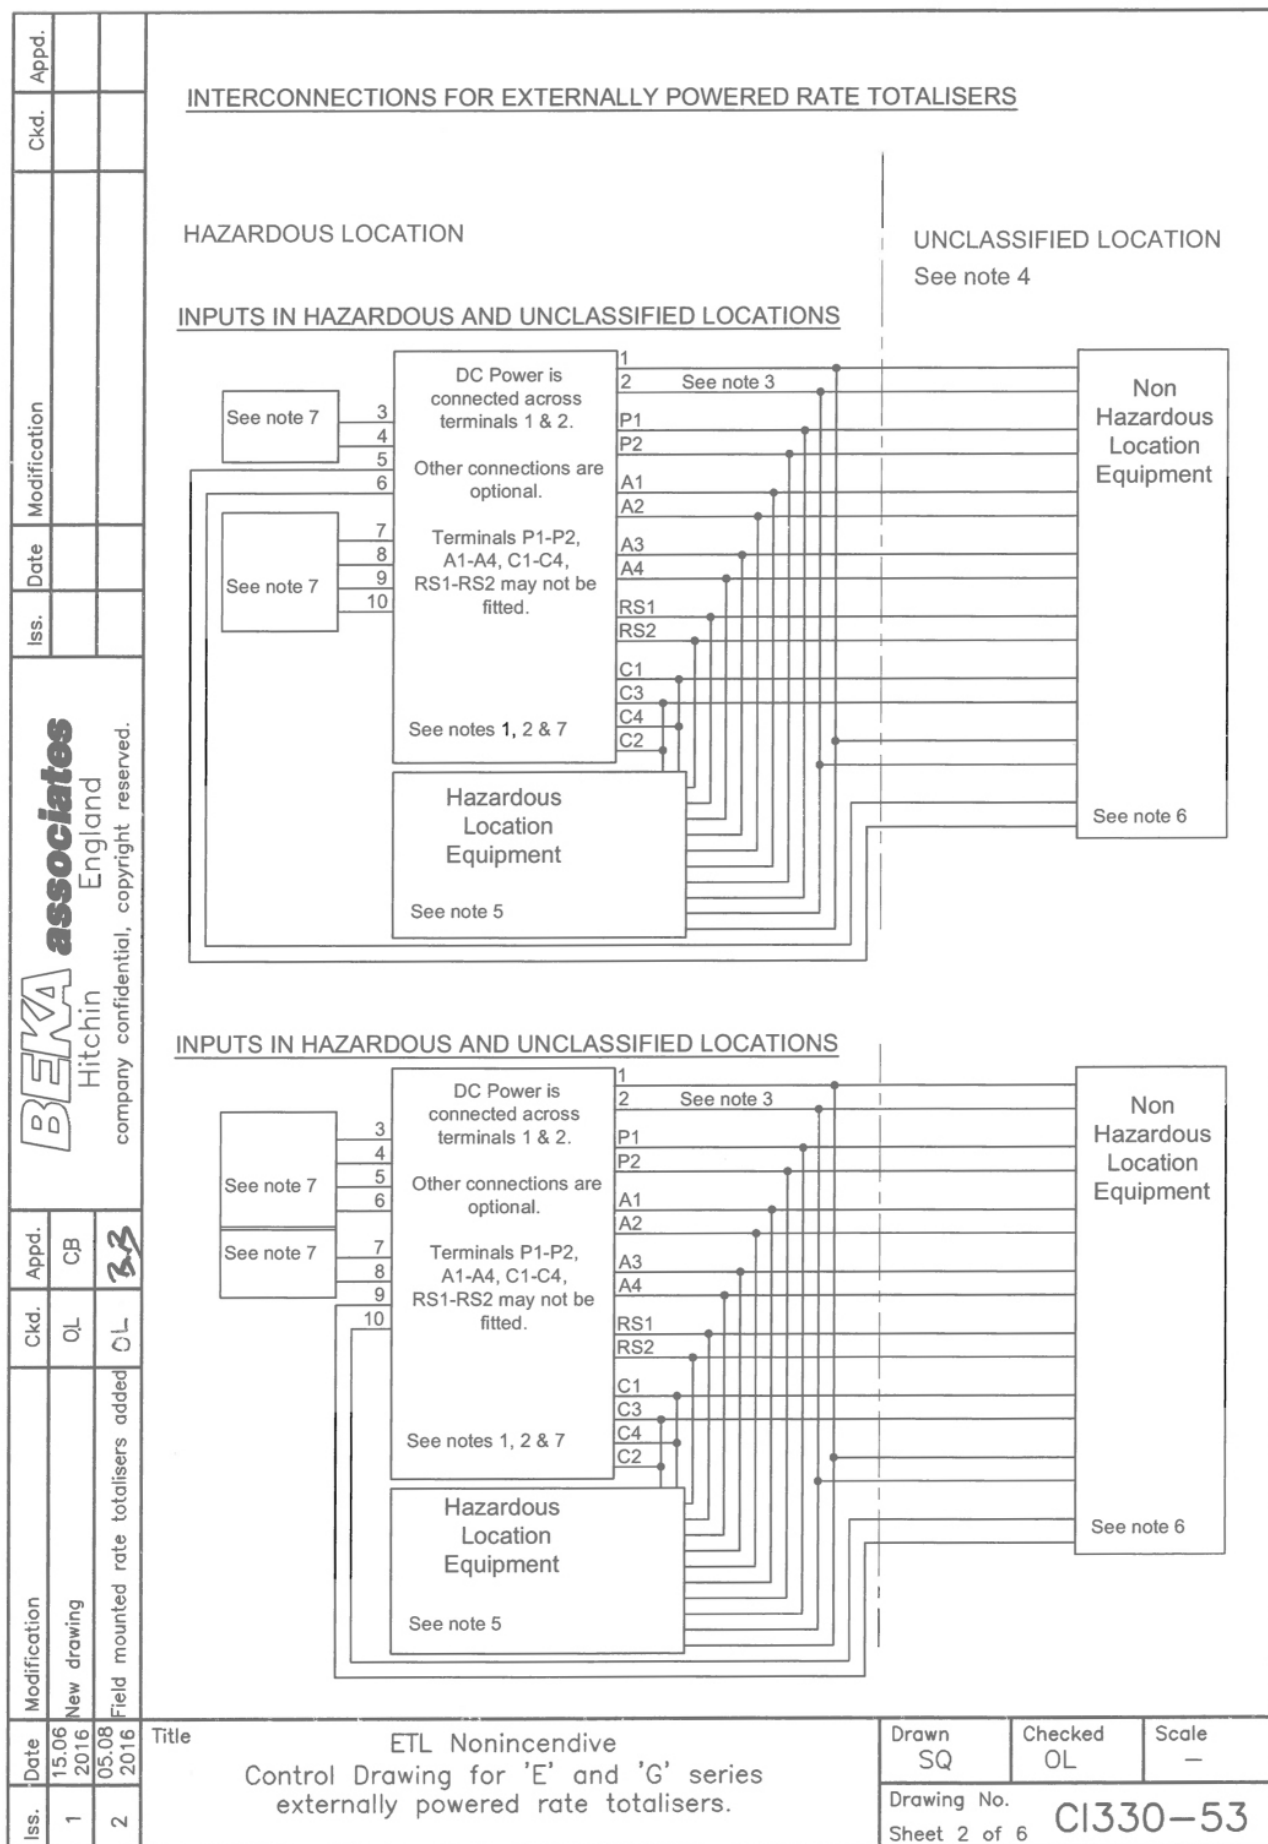 INTERCONNECTIONS FOR EXTERNALLY POWERED RATE TOTALISERS
HAZARDOUS LOCATION
UNCLASSIFIED LOCATION
See note 4
INPUTS IN HAZARDOUS AND UNCLASSIFIED LOCATIONS
DC Power is
connected across
terminals 1 & 2.
Other connections are
optional.
Terminals P1-P2,
A1-A4, C1-C4,
RS1-RS2 may not be
fitted.
See notes 1, 2 & 7
See note 7
3
4
5
6
See note 7
7
8
9
10
1
2
See note 3
P1
P2
A1
A2
A3
A4
RS1
RS2
C1
C3
C4
C2
Non
Hazardous
Location
Equipment
See note 6
Hazardous
Location
Equipment
See note 5
INPUTS IN HAZARDOUS AND UNCLASSIFIED LOCATIONS
DC Power is
connected across
terminals 1 & 2.
Other connections are
optional.
Terminals P1-P2,
A1-A4, C1-C4,
RS1-RS2 may not be
fitted.
See notes 1, 2 & 7
See note 7
3
4
5
6
See note 7
7
8
9
10
1
2
See note 3
P1
P2
A1
A2
A3
A4
RS1
RS2
C1
C3
C4
C2
Non
Hazardous
Location
Equipment
See note 6
Hazardous
Location
Equipment
See note 5
Iss. Date Modification Ckd. Appd.
BEKA associates
Hitchin England
company confidential, copyright reserved.
Iss. Date Modification Ckd. Appd.
1 15.06 2016 New drawing OL CB
2 05.08 2016 Field mounted rate totalisers added OL
Title
ETL Nonincendive
Control Drawing for 'E' and 'G' series
externally powered rate totalisers.
Drawn
SQ
Checked
OL
Scale
–
Drawing No.
CI330–53
Sheet 2 of 6